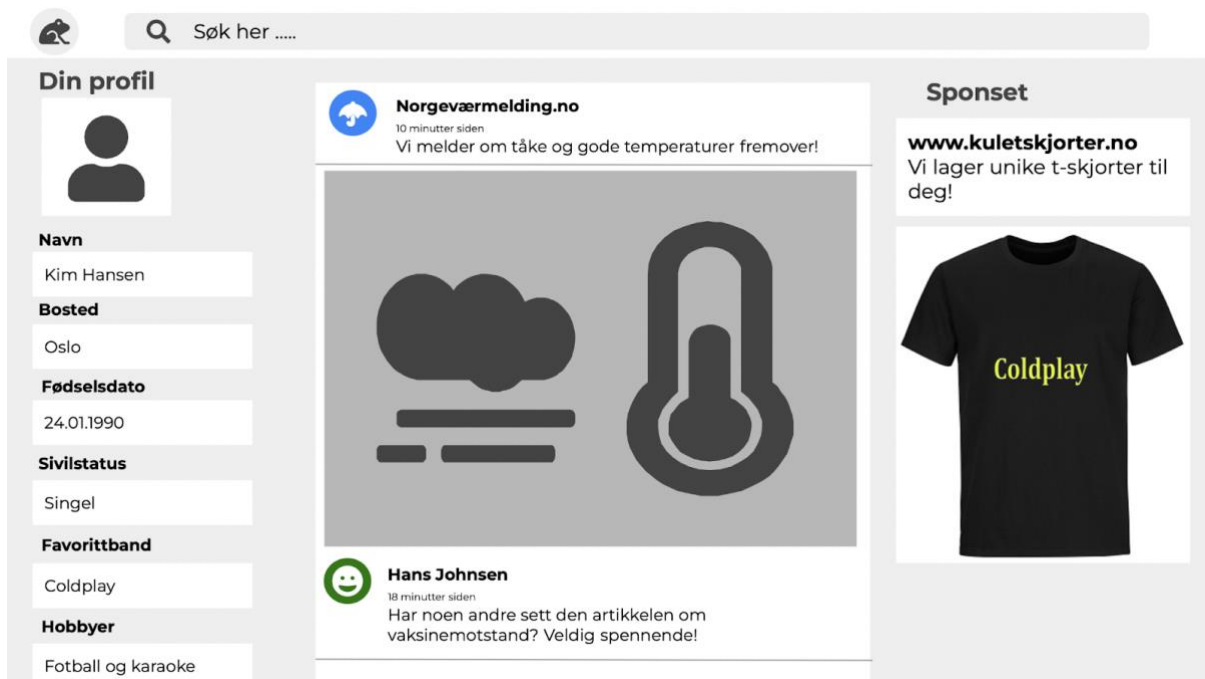 Søk her .....
Din profil
Navn
Kim Hansen
Bosted
Oslo
Fødselsdato
24.01.1990
Sivilstatus
Singel
Favorittband
Coldplay
Hobbyer
Fotball og karaoke
Norgeværmelding.no
10 minutter siden
Vi melder om tåke og gode temperaturer fremover!
Hans Johnsen
18 minutter siden
Har noen andre sett den artikkelen om
vaksinemotstand? Veldig spennende!
Sponset
www.kuletskjorter.no
Vi lager unike t-skjorter til
deg!
Coldplay